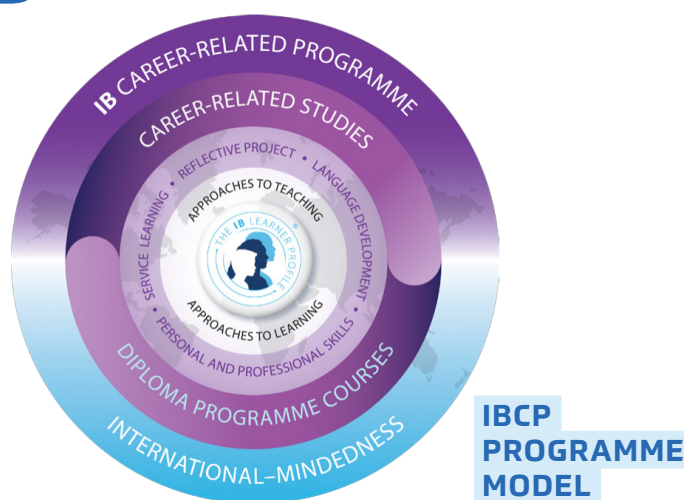 IB CAREER-RELATED PROGRAMME
CAREER-RELATED STUDIES
SERVICE LEARNING • REFLECTIVE PROJECT • LANGUAGE DEVELOPMENT
• PERSONAL AND PROFESSIONAL SKILLS •
APPROACHES TO TEACHING
THE IB LEARNER PROFILE
®
APPROACHES TO LEARNING
DIPLOMA PROGRAMME COURSES
INTERNATIONAL–MINDEDNESS
IBCP
PROGRAMME
MODEL